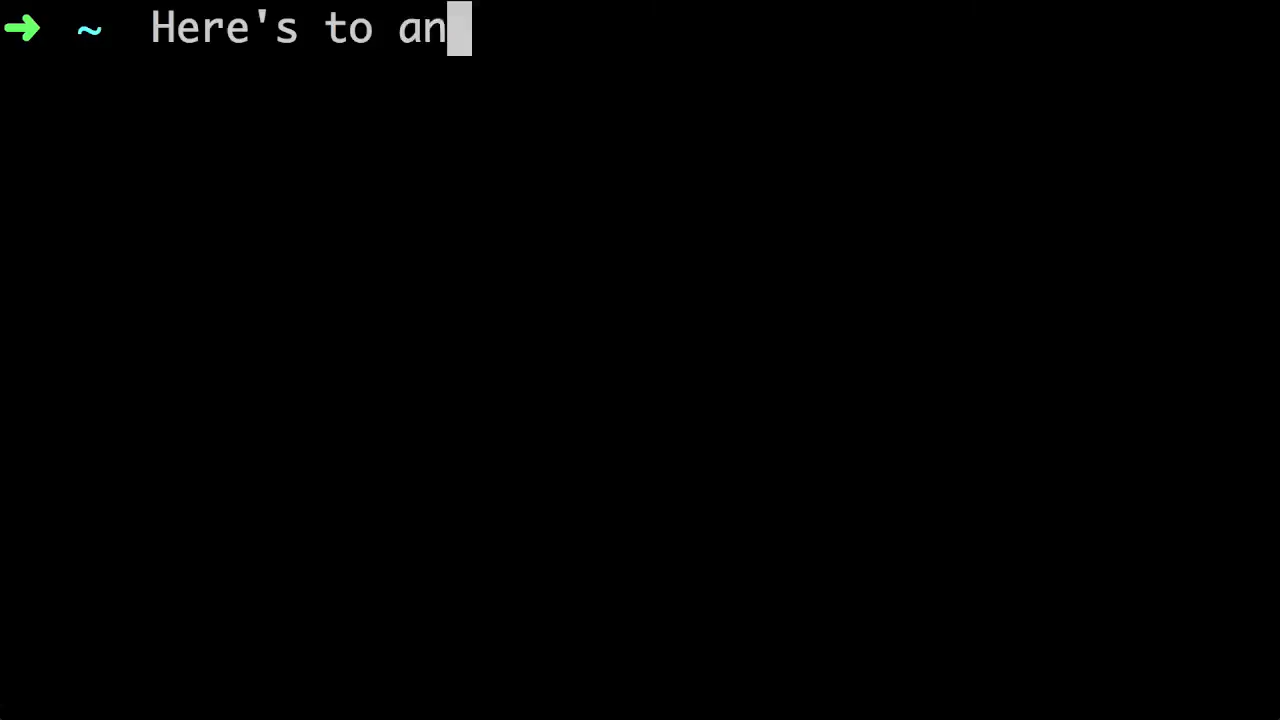 ➜ ~ Here's to an